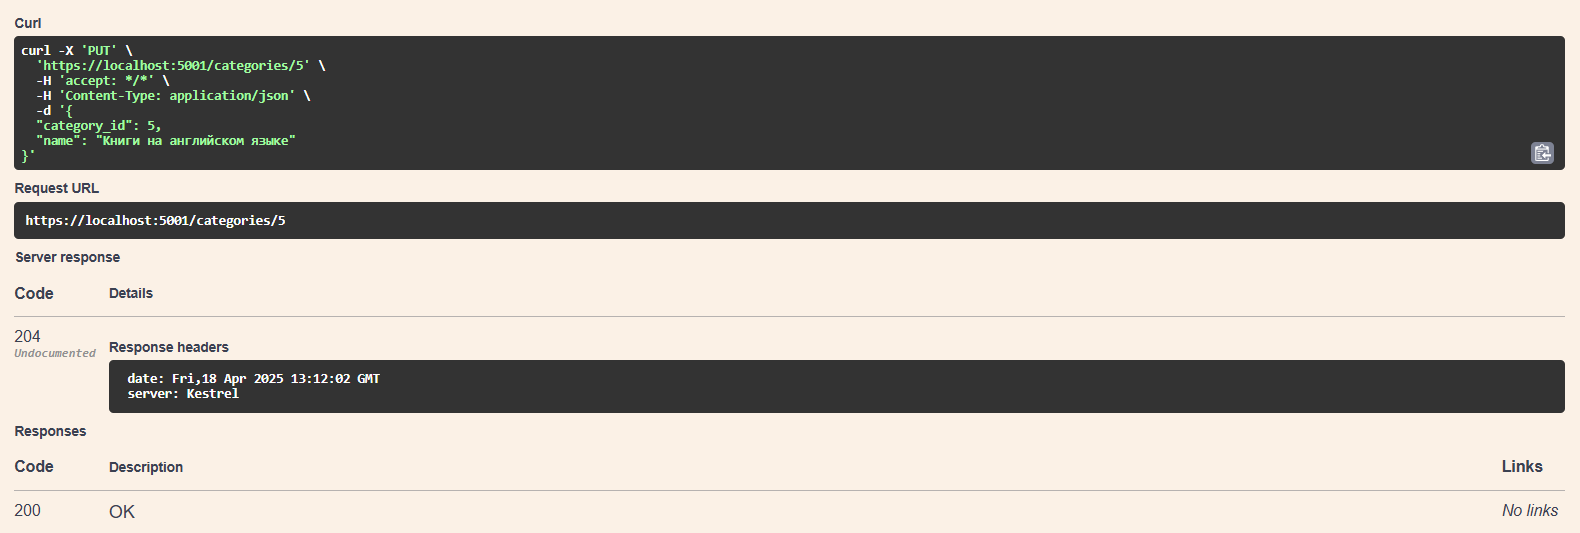 Curl
curl -X 'PUT' \
  'https://localhost:5001/categories/5' \
  -H 'accept: */*' \
  -H 'Content-Type: application/json' \
  -d '{
  "category_id": 5,
  "name": "Книги на английском языке"
}'
Request URL
https://localhost:5001/categories/5
Server response
Code Details
204
Undocumented
Response headers
date: Fri,18 Apr 2025 13:12:02 GMT
server: Kestrel
Responses
Code Description Links
200 OK No links